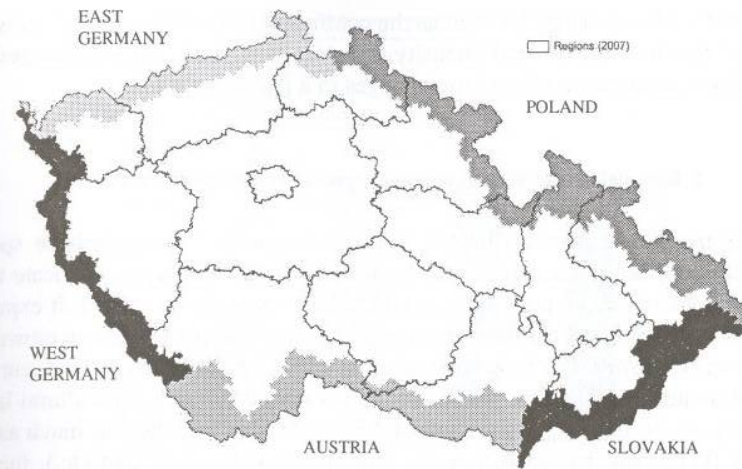 EAST
GERMANY
Regions (2007)
POLAND
WEST
GERMANY
AUSTRIA
SLOVAKIA